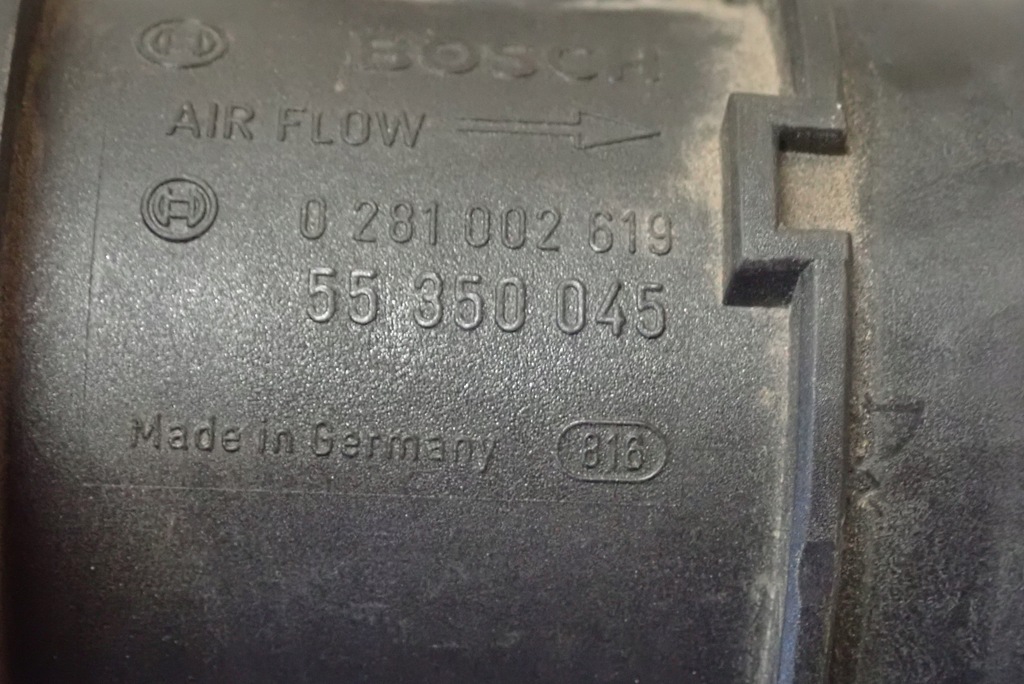 BOSCH
AIR FLOW
0 281 002 619
55 350 045
Made in Germany 816